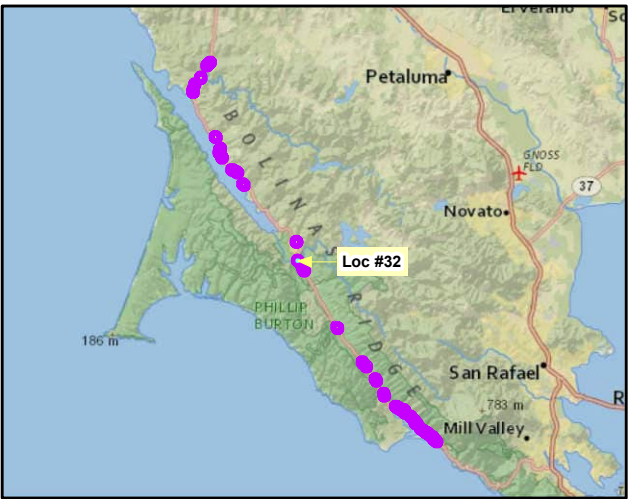 El Verano
Petaluma
GNOSS
FLD
37
BOLINAS RIDGE
Novato
Loc #32
PHILLIP
BURTON
186 m
San Rafael
783 m
Mill Valley